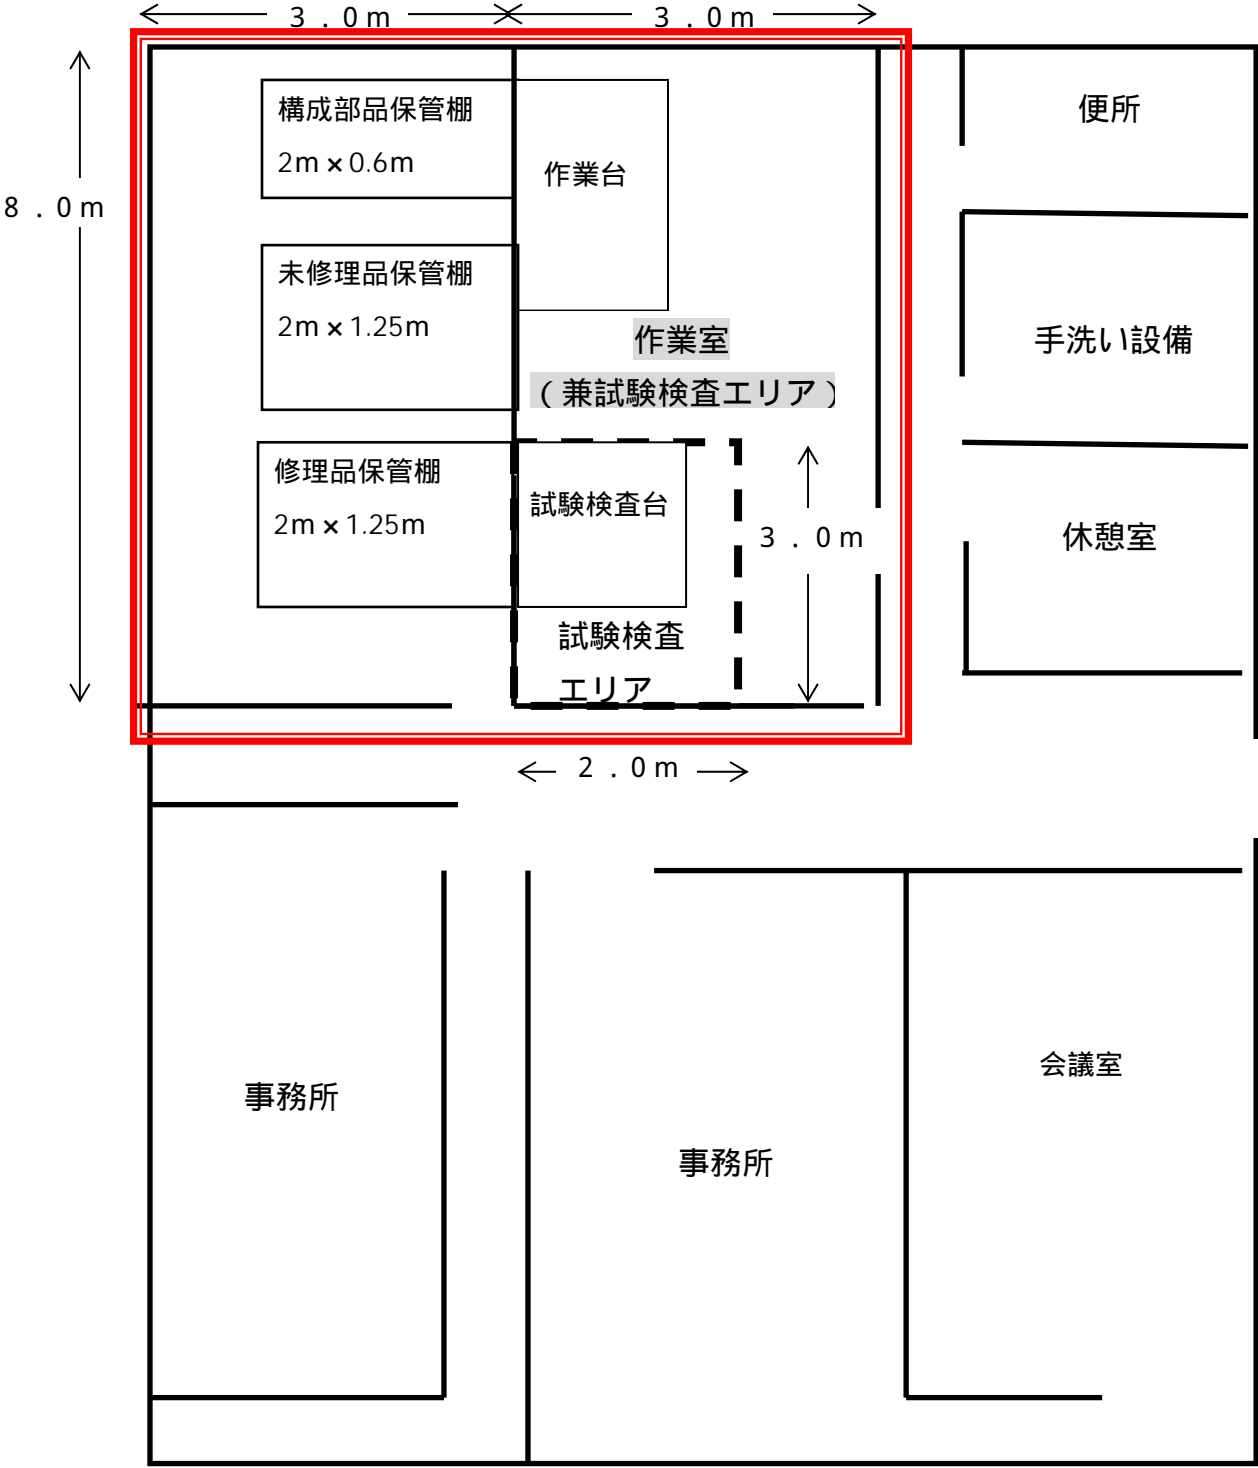 3.0m
3.0m
8.0m
構成部品保管棚
2m×0.6m
作業台
便所
未修理品保管棚
2m×1.25m
作業室
(兼試験検査エリア)
手洗い設備
修理品保管棚
2m×1.25m
試験検査台
3.0m
休憩室
試験検査
エリア
2.0m
事務所
事務所
会議室